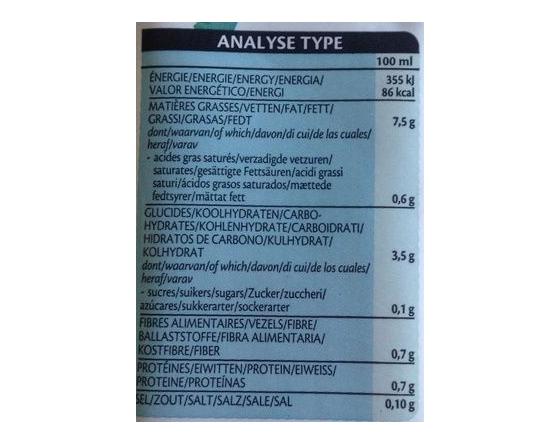 ANALYSE TYPE
100 ml
ÉNERGIE/ENERGIE/ENERGY/ENERGIA/ 355 kJ
VALOR ENERGÉTICO/ENERGI 86 kcal
MATIÈRES GRASSES/VETTEN/FAT/FETT/
GRASSI/GRASAS/FEDT 7,5 g
dont/waarvan/of which/davon/di cui/de las cuales/
heraf/varav
- acides gras saturés/verzadigde vetzuren/
saturates/gesättigte Fettsäuren/acidi grassi
saturi/ácidos grasos saturados/mættede
fedtsyrer/mättat fett 0,6 g
GLUCIDES/KOOLHYDRATEN/CARBO-
HYDRATES/KOHLENHYDRATE/CARBOIDRATI/
HIDRATOS DE CARBONO/KULHYDRAT/
KOLHYDRAT 3,5 g
dont/waarvan/of which/davon/di cui/de los cuales/
heraf/varav
- sucres/suikers/sugars/Zucker/zuccheri/
azúcares/sukkerarter/sockerarter 0,1 g
FIBRES ALIMENTAIRES/VEZELS/FIBRE/
BALLASTSTOFFE/FIBRA ALIMENTARIA/
KOSTFIBRE/FIBER 0,7 g
PROTÉINES/EIWITTEN/PROTEIN/EIWEISS/
PROTEINE/PROTEÍNAS 0,7 g
SEL/ZOUT/SALT/SALZ/SALE/SAL 0,10 g